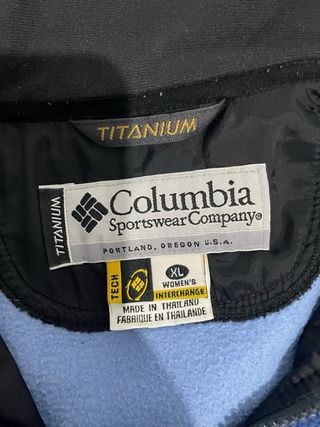 TITANIUM
TITANIUM
Columbia
Sportswear Company®
PORTLAND, OREGON U.S.A.
TECH
XL
WOMEN'S
INTERCHANGE
MADE IN THAILAND
FABRIQUE EN THAILANDE